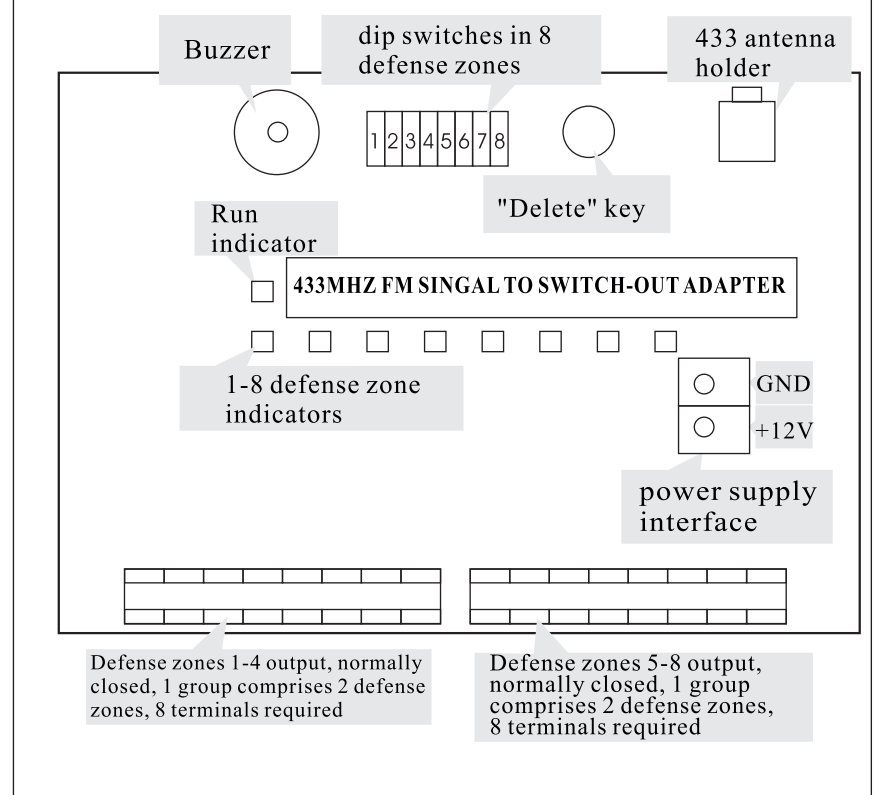 Buzzer
dip switches in 8
defense zones
433 antenna
holder
1 2 3 4 5 6 7 8
"Delete" key
Run
indicator
433MHZ FM SINGAL TO SWITCH-OUT ADAPTER
1-8 defense zone
indicators
GND
+12V
power supply
interface
Defense zones 1-4 output, normally
closed, 1 group comprises 2 defense
zones, 8 terminals required
Defense zones 5-8 output,
normally closed, 1 group
comprises 2 defense zones,
8 terminals required